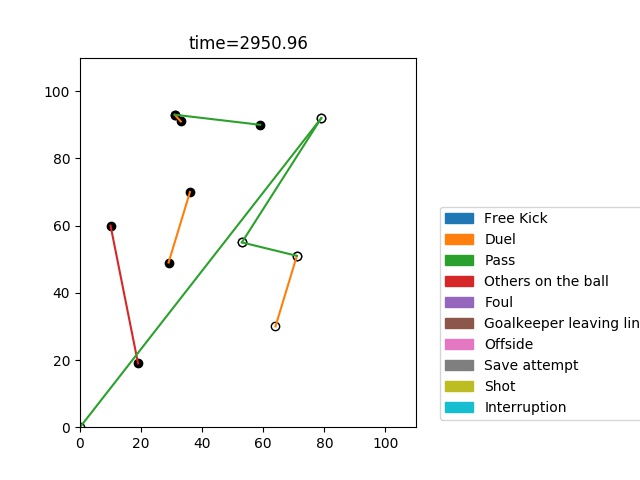 time=2950.96
100
80
60
40
20
0
0 20 40 60 80 100
Free Kick
Duel
Pass
Others on the ball
Foul
Goalkeeper leaving lin
Offside
Save attempt
Shot
Interruption